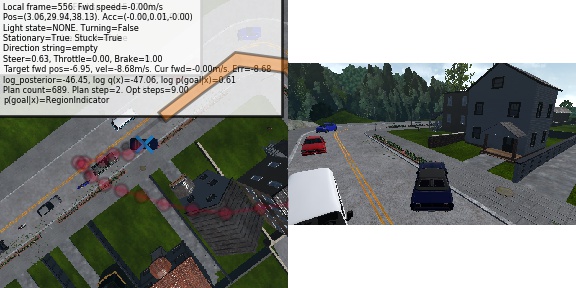 Local frame=556. Fwd speed=-0.00m/s
Pos=(3.06,29.94,38.13). Acc=(-0.00,0.01,-0.00)
Light state=NONE. Turning=False
Stationary=True. Stuck=True
Direction string=empty
Steer=0.63, Throttle=0.00, Brake=1.00
Target fwd pos=-6.95, vel=-8.68m/s. Cur fwd=-0.00m/s. Err=-8.68
log_posterior=-46.45, log q(x)=-47.06, log p(goal|x)=0.61
Plan count=689. Plan step=2. Opt steps=9.00
p(goal|x)=RegionIndicator